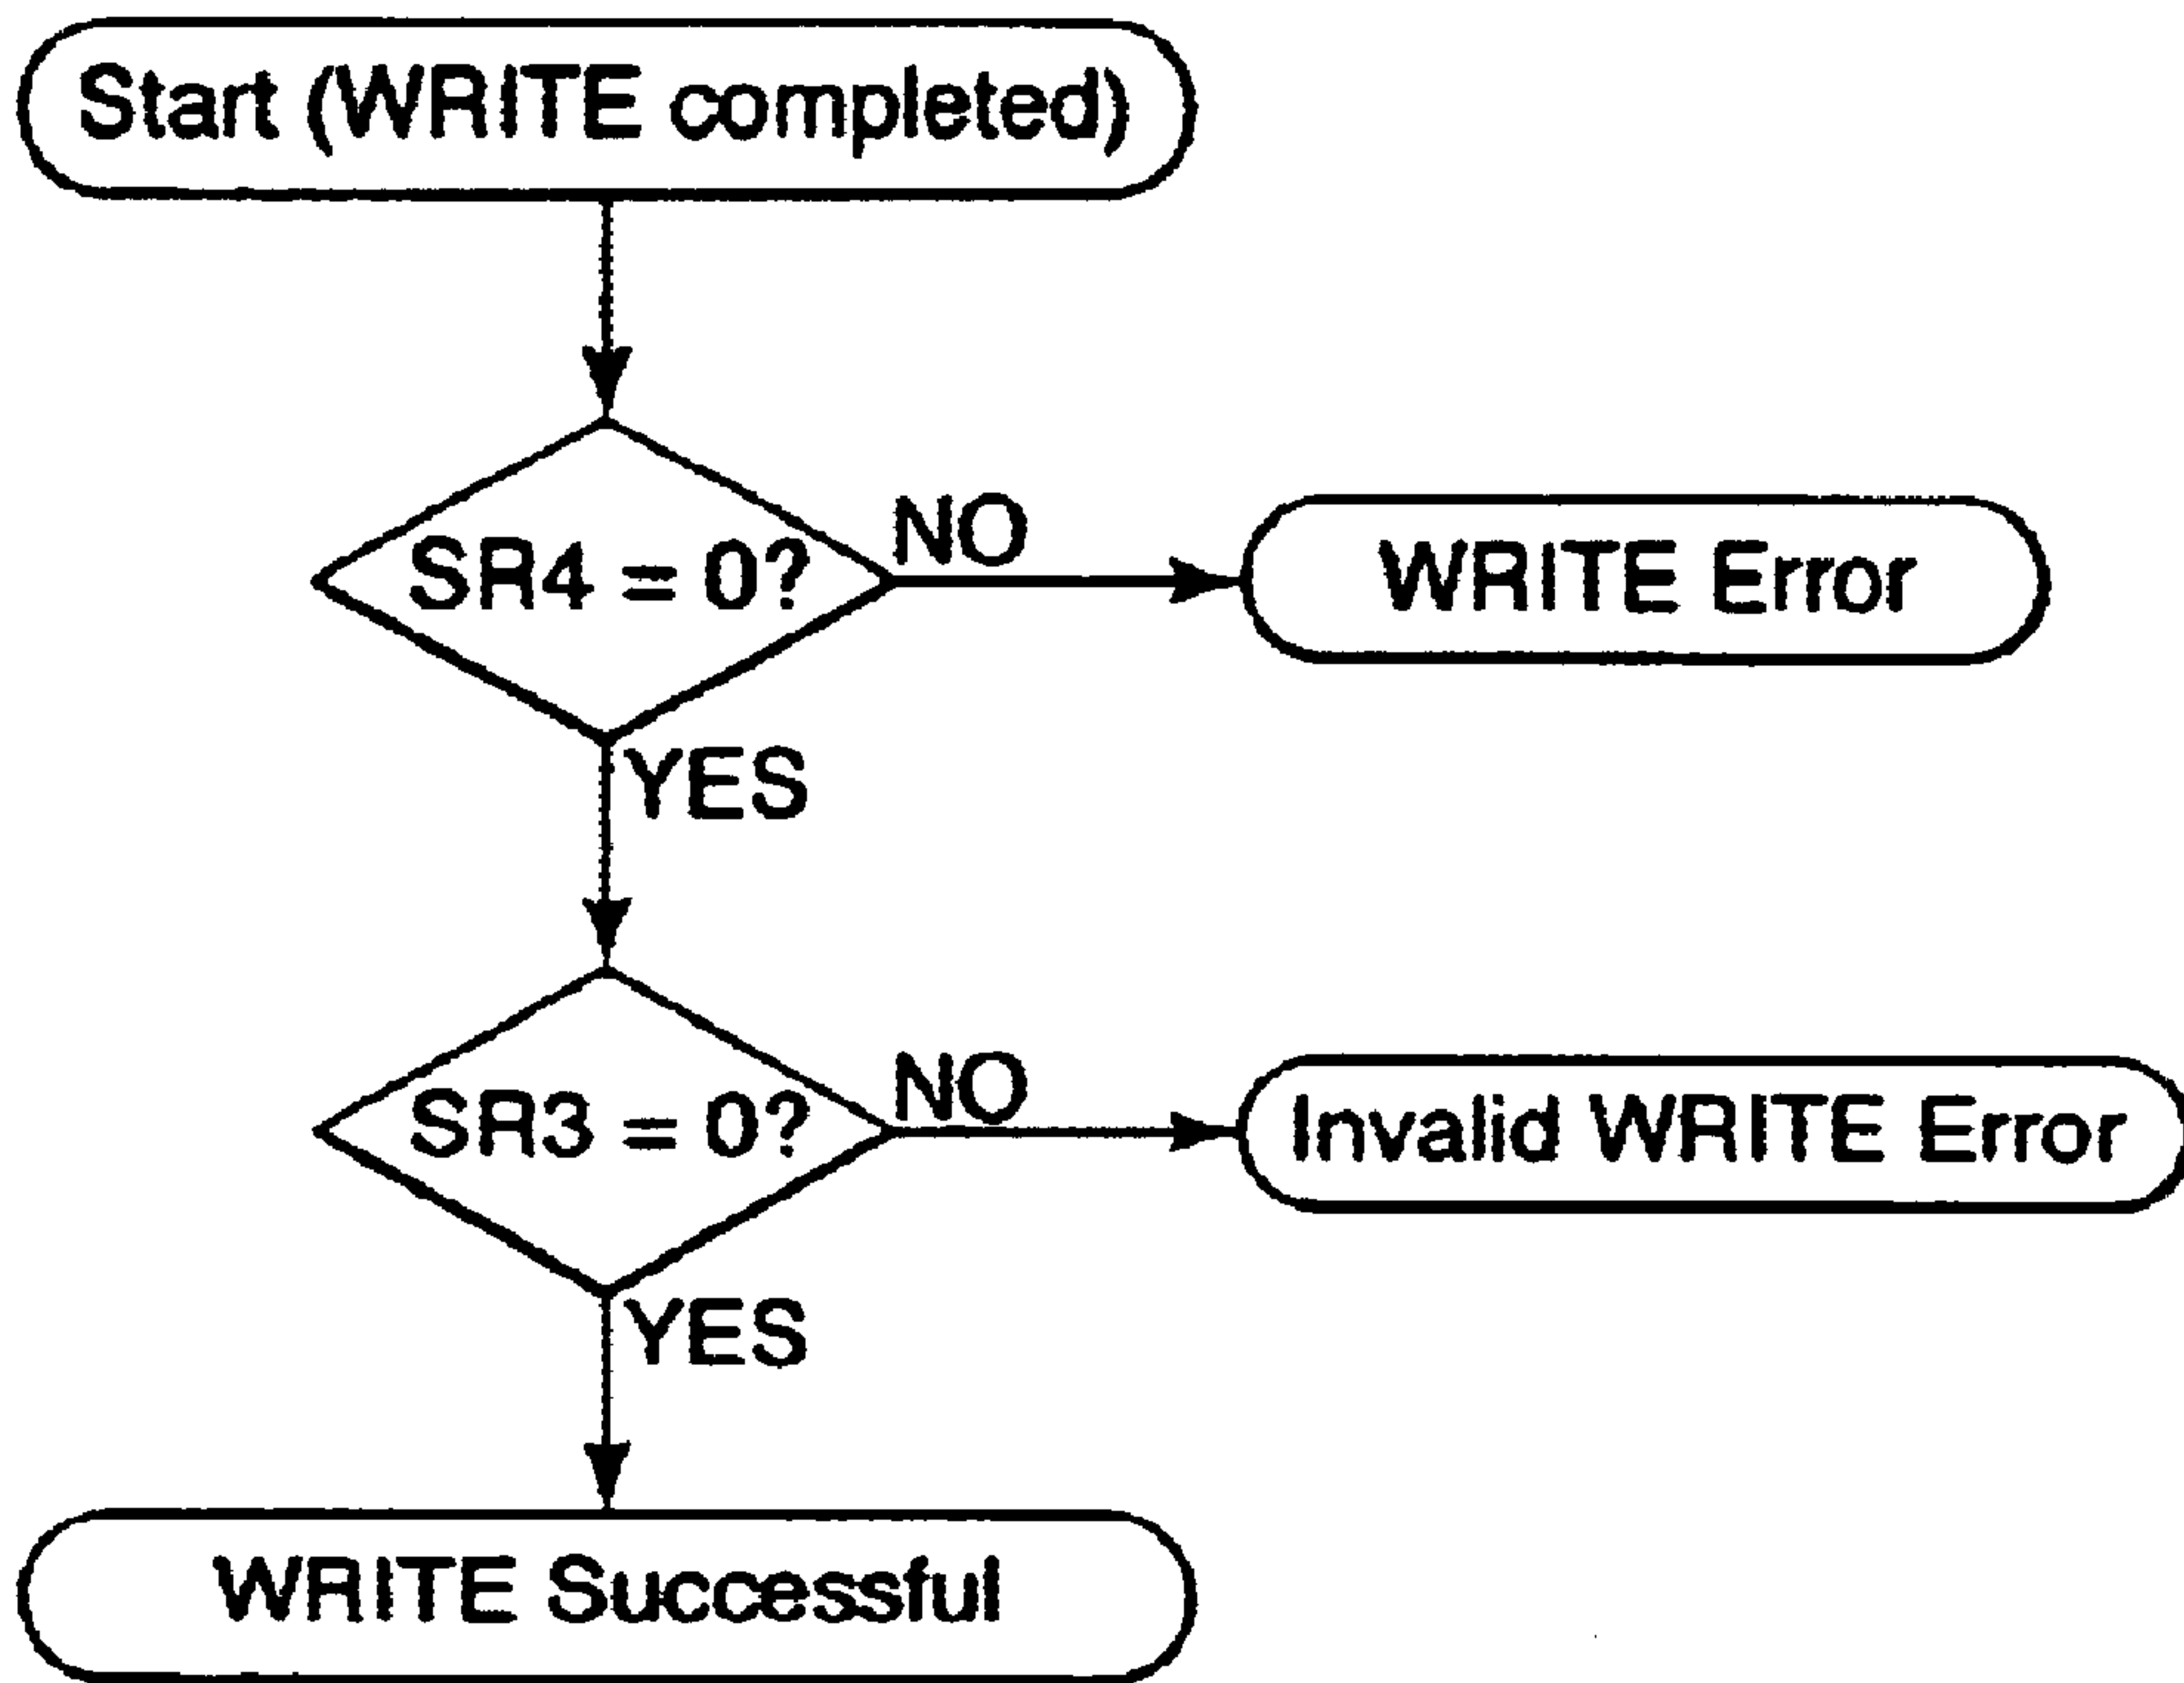 Start (WRITE completed)
SR4 = 0?
NO
WRITE Error
YES
SR3 = 0?
NO
Invalid WRITE Error
YES
WRITE Successful